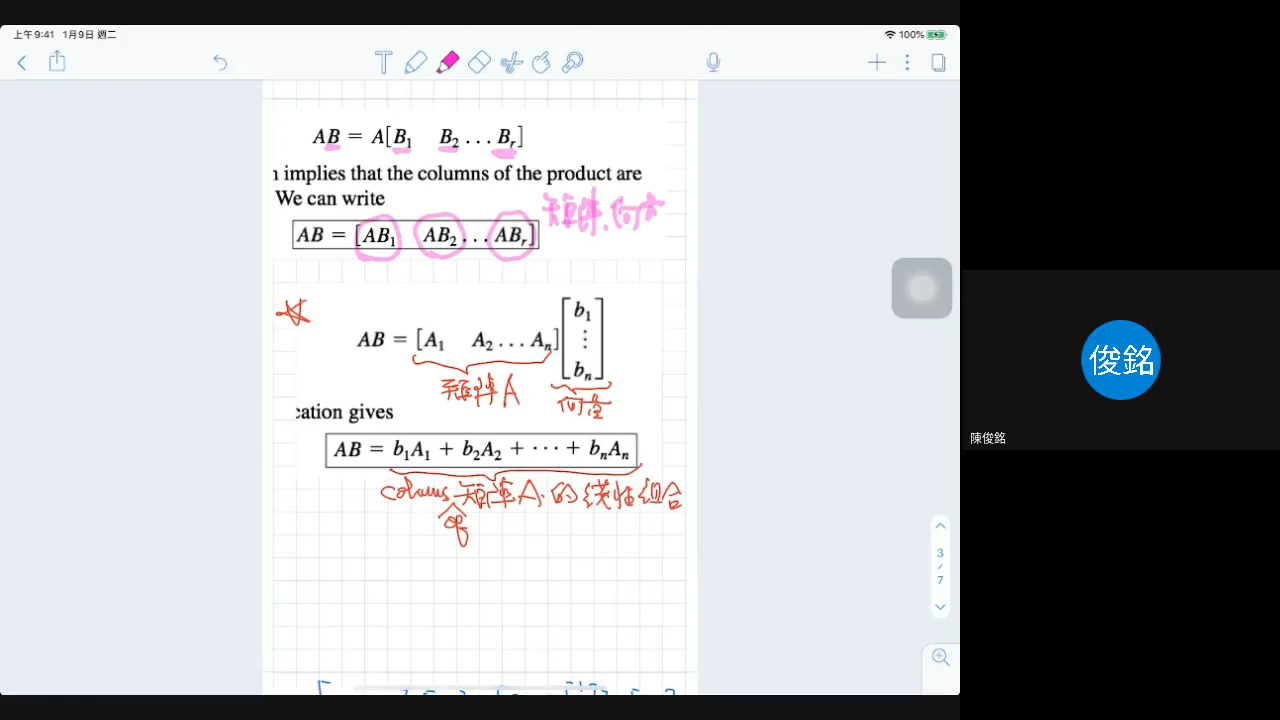 上午9:41 1月9日 週二
100%
AB = A[B₁ B₂ . . . Bᵣ]
implies that the columns of the product are
We can write
AB = [AB₁ AB₂ . . . ABᵣ]
矩陣
AB = [A₁ A₂ . . . Aₙ] [b₁ ⋮ bₙ]
矩陣A
向量
cation gives
AB = b₁A₁ + b₂A₂ + · · · + bₙAₙ
column 矩陣A 的線性組合
of
3
/
7
俊銘
陳俊銘